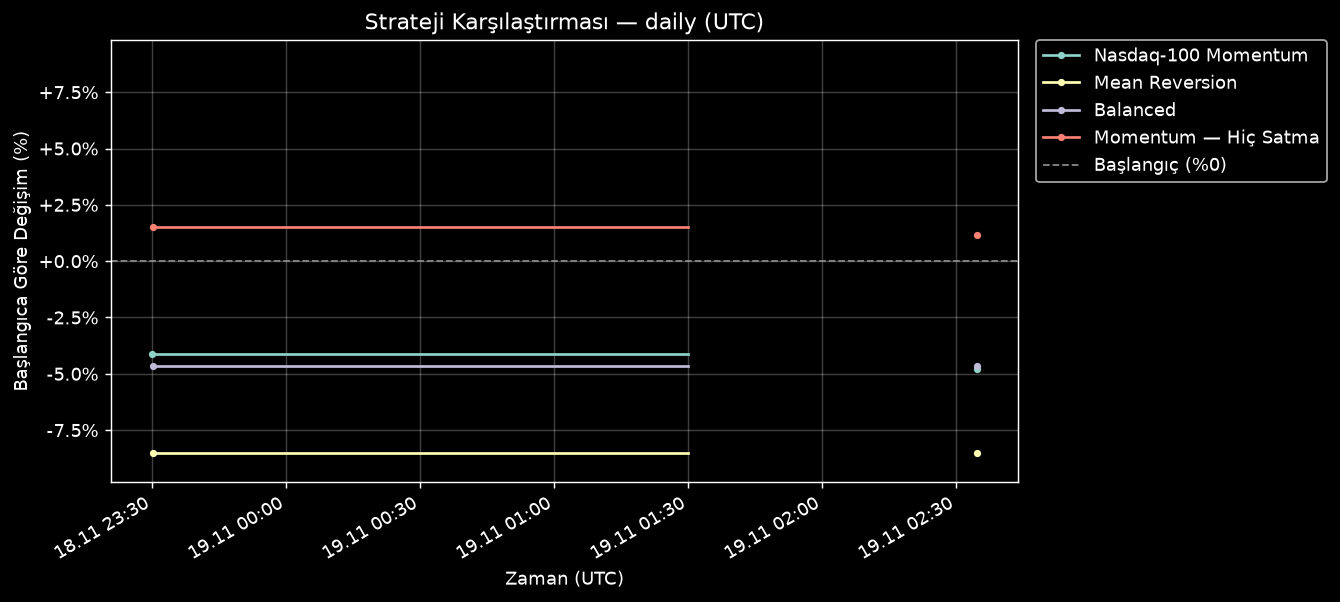 Strateji Karşılaştırması — daily (UTC)
Nasdaq-100 Momentum
Mean Reversion
Balanced
Momentum — Hiç Satma
Başlangıç (%0)
Başlangıca Göre Değişim (%)
+7.5%
+5.0%
+2.5%
+0.0%
-2.5%
-5.0%
-7.5%
18.11 23:30
19.11 00:00
19.11 00:30
19.11 01:00
19.11 01:30
19.11 02:00
19.11 02:30
Zaman (UTC)